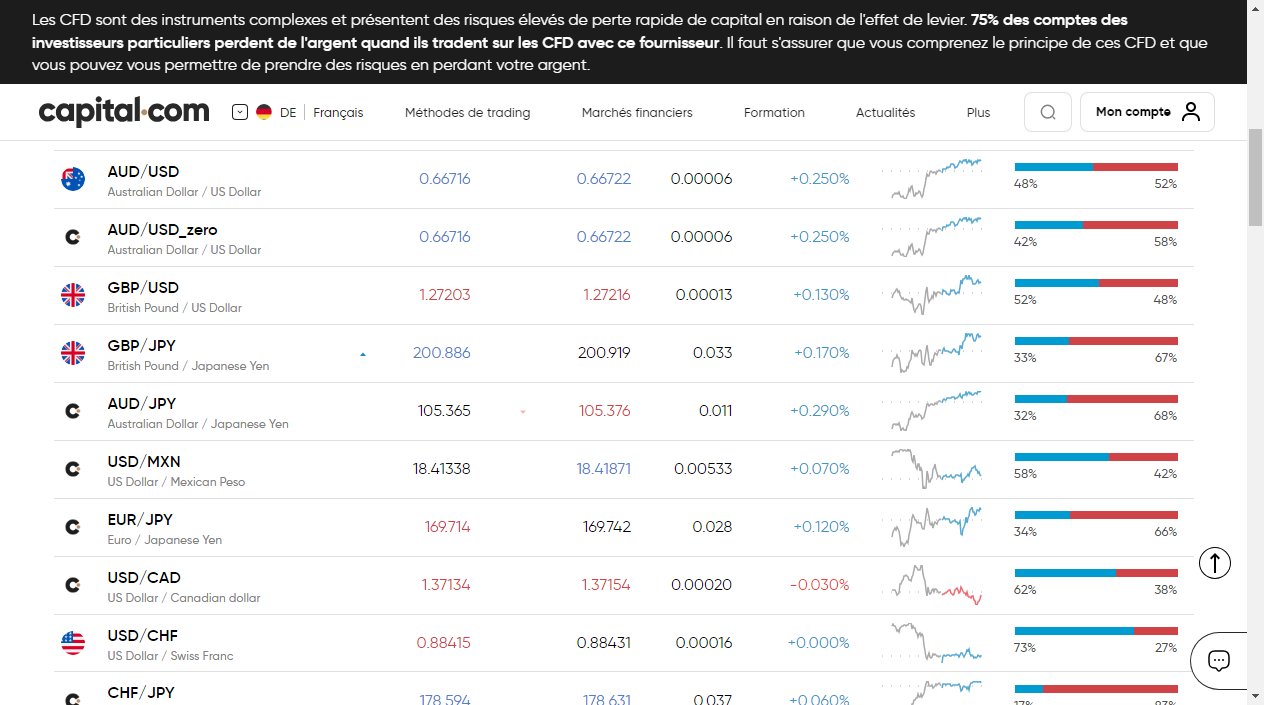 Les CFD sont des instruments complexes et présentent des risques élevés de perte rapide de capital en raison de l'effet de levier. 75% des comptes des
investisseurs particuliers perdent de l'argent quand ils tradent sur les CFD avec ce fournisseur. Il faut s'assurer que vous comprenez le principe de ces CFD et que
vous pouvez vous permettre de prendre des risques en perdant votre argent.
capital.com DE Français Méthodes de trading Marchés financiers Formation Actualités Plus Mon compte
AUD/USD 0.66716 0.66722 0.00006 +0.250%
Australian Dollar / US Dollar 48% 52%
AUD/USD_zero 0.66716 0.66722 0.00006 +0.250%
Australian Dollar / US Dollar 42% 58%
GBP/USD 1.27203 1.27216 0.00013 +0.130%
British Pound / US Dollar 52% 48%
GBP/JPY 200.886 200.919 0.033 +0.170%
British Pound / Japanese Yen 33% 67%
AUD/JPY 105.365 105.376 0.011 +0.290%
Australian Dollar / Japanese Yen 32% 68%
USD/MXN 18.41338 18.41871 0.00533 +0.070%
US Dollar / Mexican Peso 58% 42%
EUR/JPY 169.714 169.742 0.028 +0.120%
Euro / Japanese Yen 34% 66%
USD/CAD 1.37134 1.37154 0.00020 -0.030%
US Dollar / Canadian dollar 62% 38%
USD/CHF 0.88415 0.88431 0.00016 +0.000%
US Dollar / Swiss Franc 73% 27%
CHF/JPY 178.594 178.631 0.037 +0.060%
17% 83%